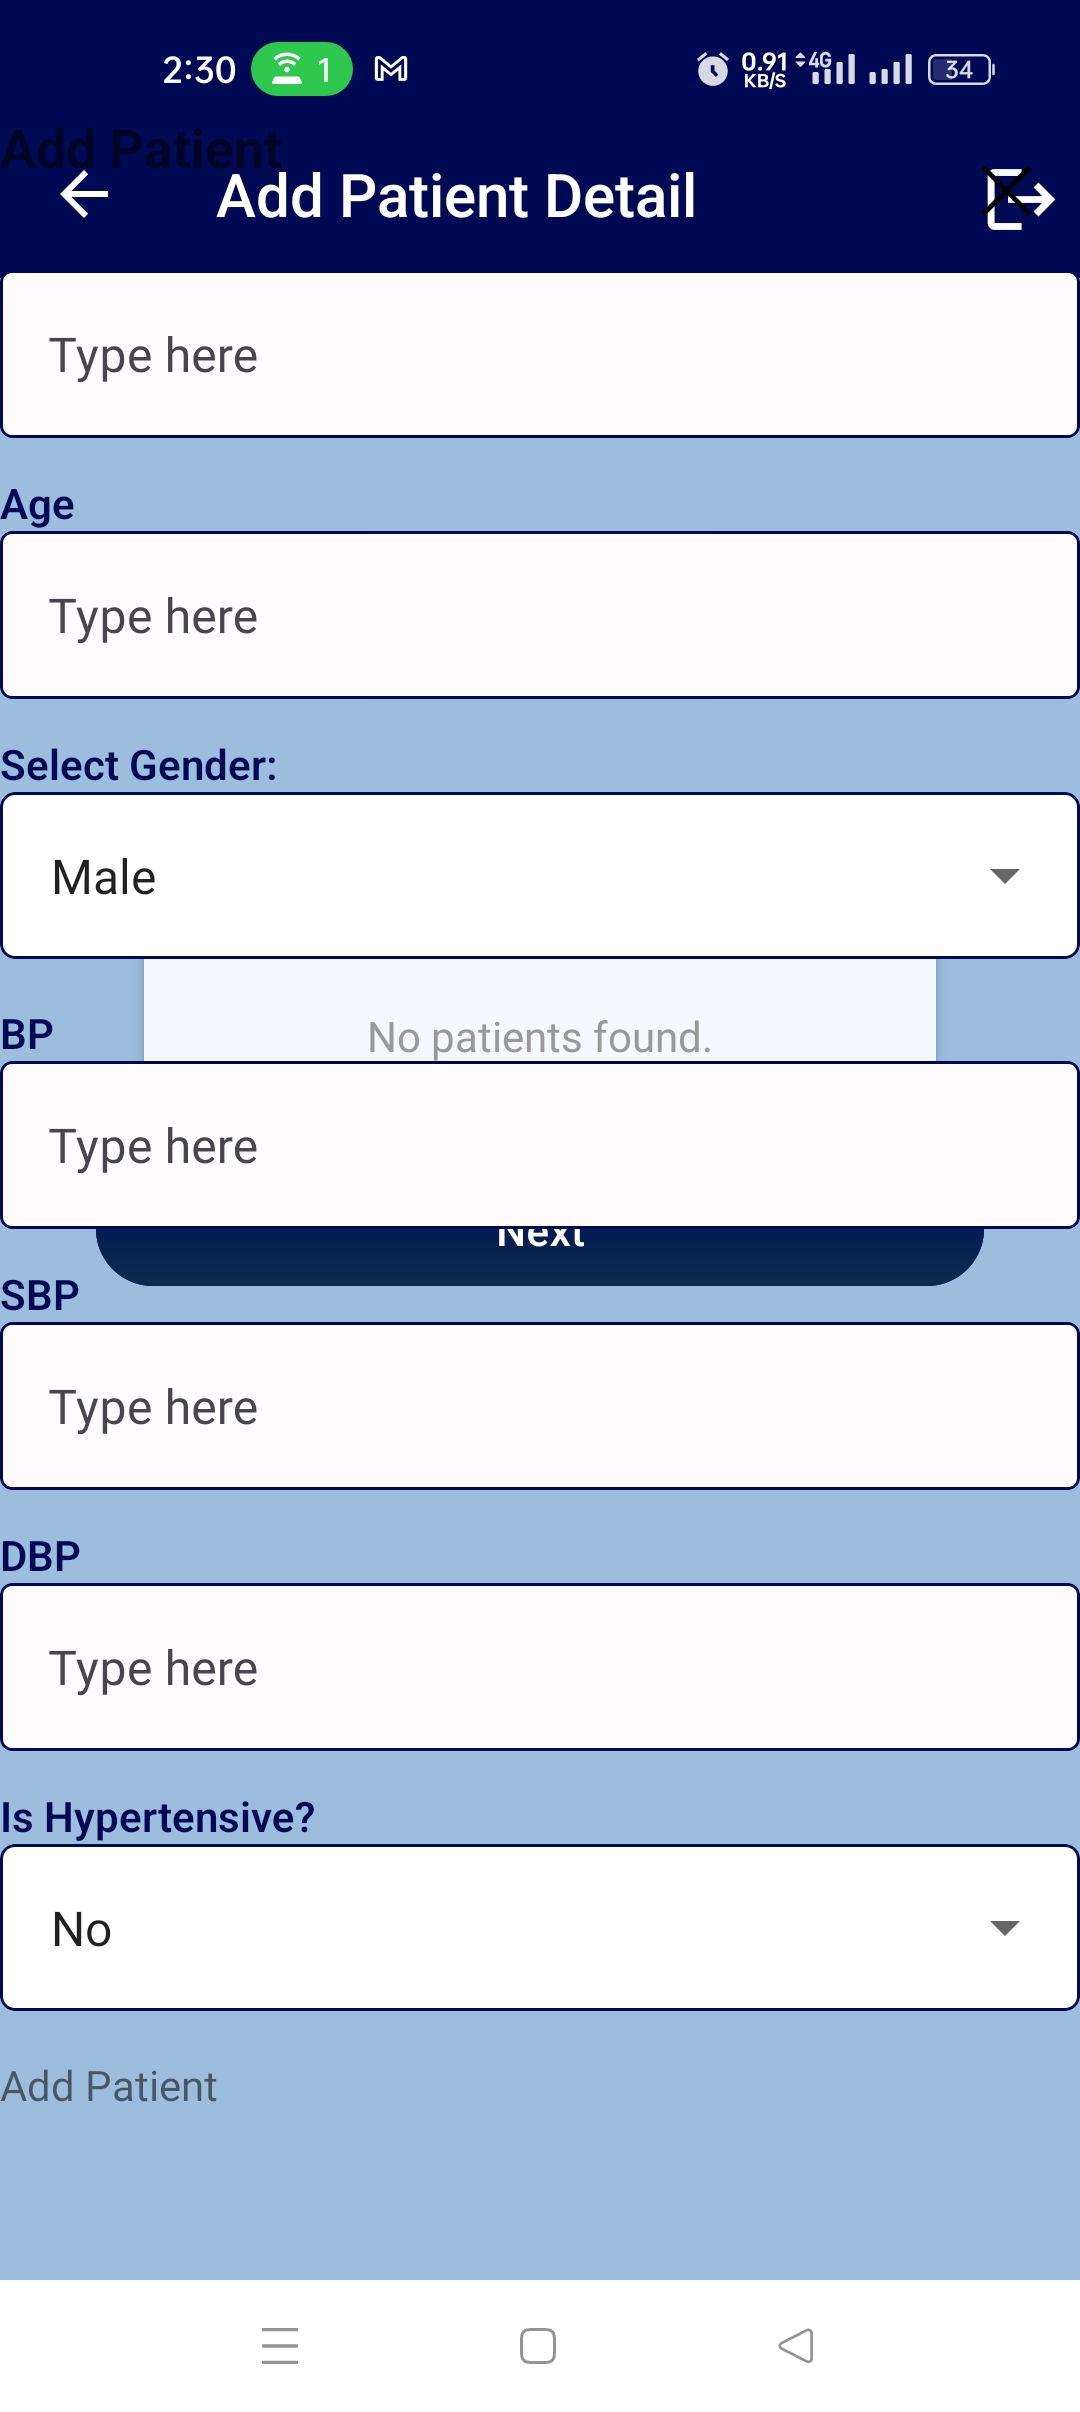 2:30 1 0.91 KB/S 4G 34
Add Patient
Add Patient Detail
Type here
Age
Type here
Select Gender:
Male
No patients found.
BP
Type here
Next
SBP
Type here
DBP
Type here
Is Hypertensive?
No
Add Patient